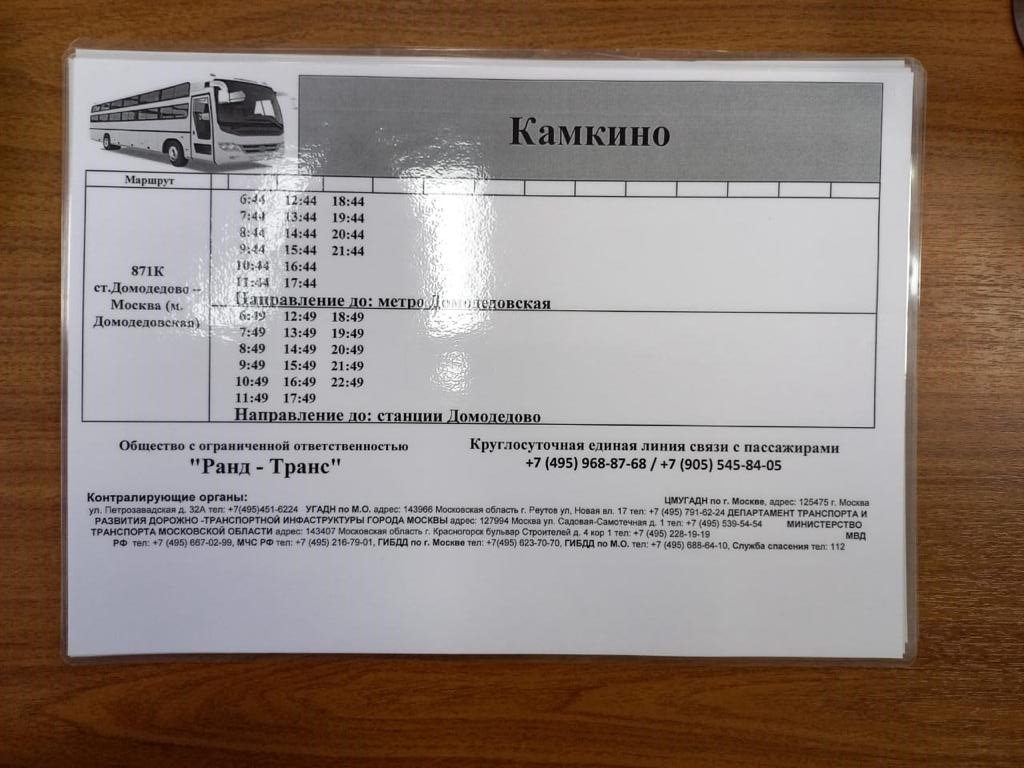 Камкино
Маршрут
871К
ст.Домодедово –
Москва (м.
Домодедовская)
6:44 12:44 18:44
7:44 13:44 19:44
8:44 14:44 20:44
9:44 15:44 21:44
10:44 16:44
11:44 17:44
Направление до: метро Домодедовская
6:49 12:49 18:49
7:49 13:49 19:49
8:49 14:49 20:49
9:49 15:49 21:49
10:49 16:49 22:49
11:49 17:49
Направление до: станции Домодедово
Общество с ограниченной ответственностью
"Ранд - Транс"
Круглосуточная единая линия связи с пассажирами
+7 (495) 968-87-68 / +7 (905) 545-84-05
Контралирующие органы:
ЦМУГАДН по г. Москве, адрес: 125475 г. Москва
ул. Петрозавадская д. 32А тел: +7(495)451-6224 УГАДН по М.О. адрес: 143966 Московская область г. Реутов ул, Новая вл. 17 тел: +7 (495) 791-62-24 ДЕПАРТАМЕНТ ТРАНСПОРТА И
РАЗВИТИЯ ДОРОЖНО -ТРАНСПОРТНОЙ ИНФАСТРУКТУРЫ ГОРОДА МОСКВЫ адрес: 127994 Москва ул. Садовая-Самотечная д. 1 тел: +7 (495) 539-54-54 МИНИСТЕРСТВО
ТРАНСПОРТА МОСКОВСКОЙ ОБЛАСТИ адрес: 143407 Московская область г. Красногорск бульвар Строителей д. 4 кор 1 тел: +7 (495) 228-19-19 МВД
РФ тел: +7 (495) 667-02-99, МЧС РФ тел: +7 (495) 216-79-01, ГИБДД по г. Москве тел: +7(495) 623-70-70, ГИБДД по М.О. тел: +7 (495) 688-64-10, Служба спасения тел: 112